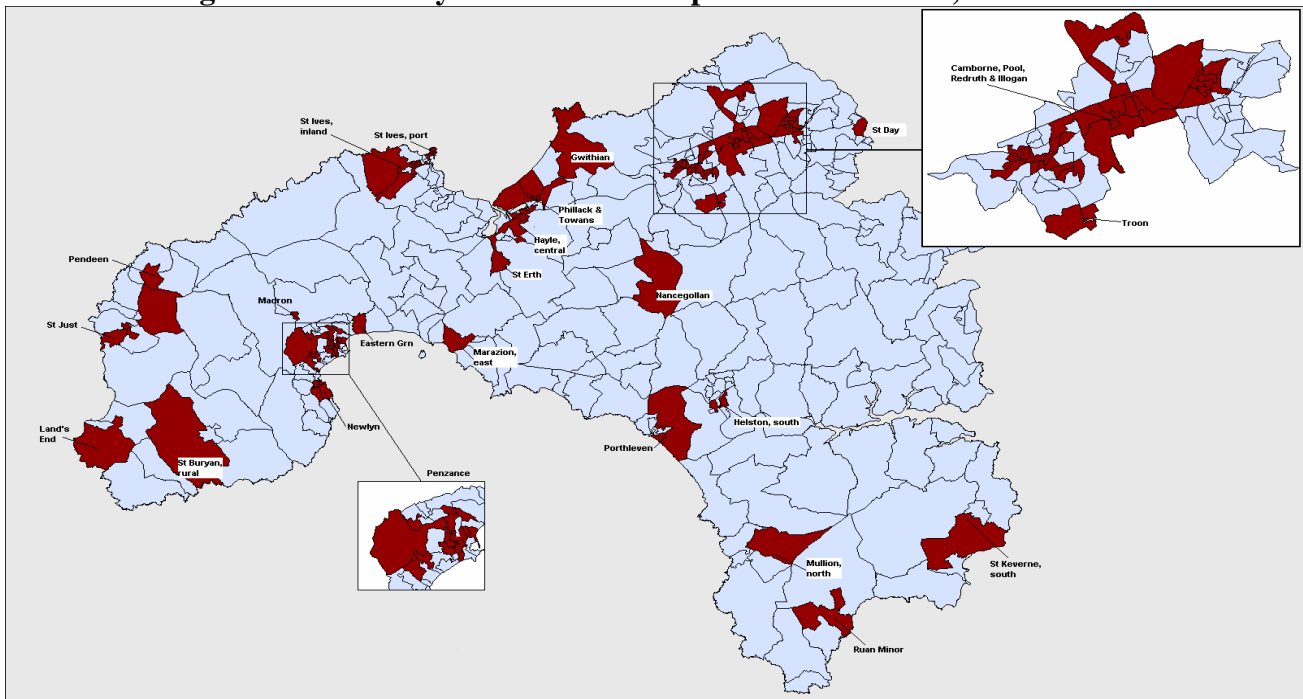 Camborne, Pool,
Redruth & Illogan
St Day
St Ives,
inland
St Ives, port
Gwithian
Phillack &
Towans
Hayle,
central
St Erth
Troon
Pendeen
Madron
Nancegollan
St Just
Eastern Grn
Marazion,
east
Land's
End
St Buryan,
rural
Newlyn
Helston, south
Porthleven
Penzance
Mullion,
north
St Keverne,
south
Ruan Minor